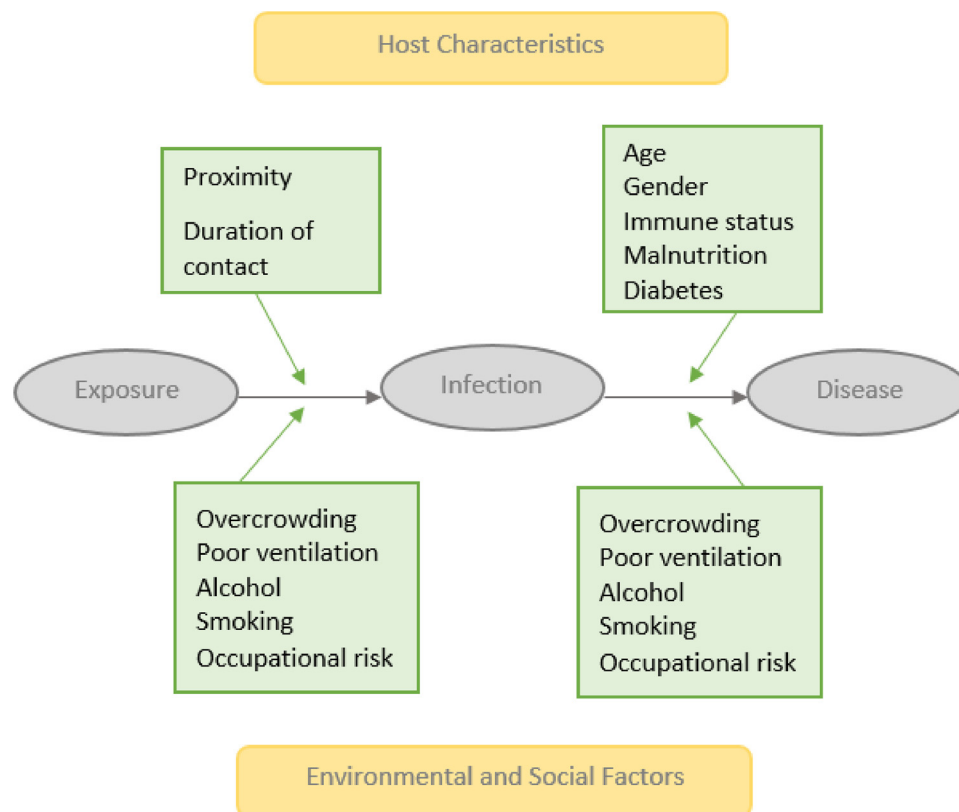 Host Characteristics
Proximity
Duration of
contact
Age
Gender
Immune status
Malnutrition
Diabetes
Exposure
Infection
Disease
Overcrowding
Poor ventilation
Alcohol
Smoking
Occupational risk
Overcrowding
Poor ventilation
Alcohol
Smoking
Occupational risk
Environmental and Social Factors